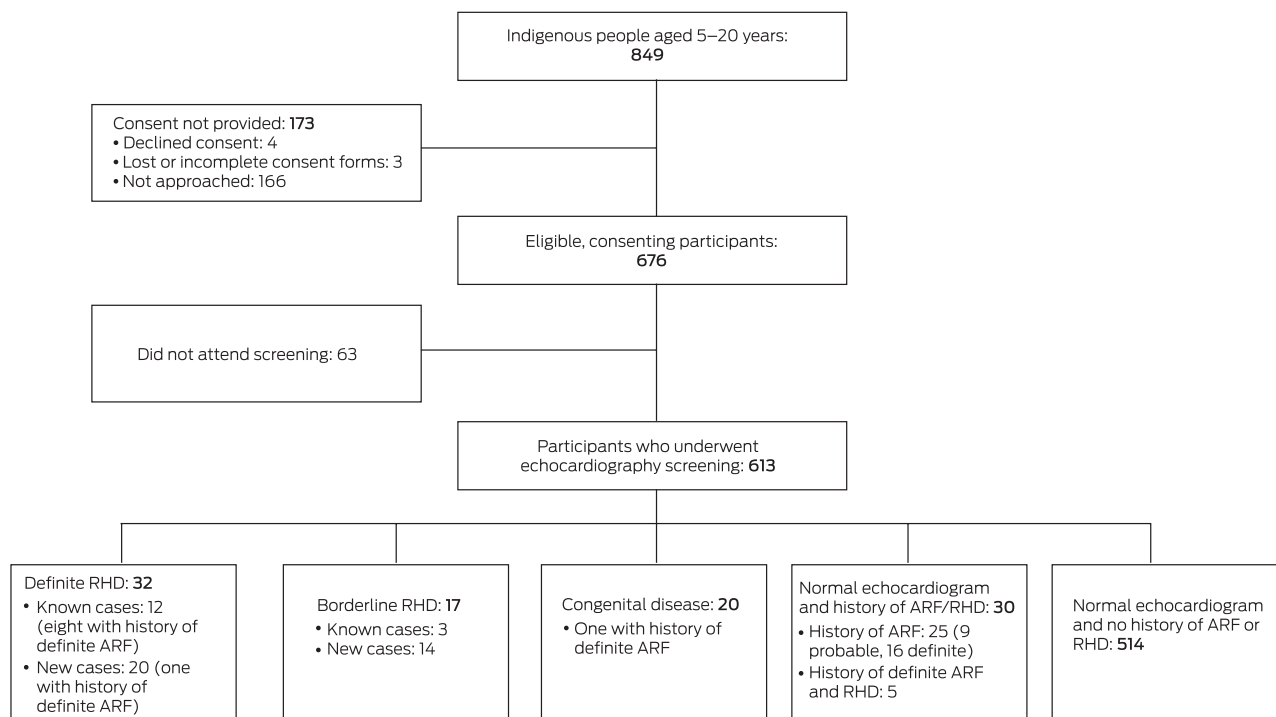 Indigenous people aged 5–20 years:
849
Consent not provided: 173
• Declined consent: 4
• Lost or incomplete consent forms: 3
• Not approached: 166
Eligible, consenting participants:
676
Did not attend screening: 63
Participants who underwent
echocardiography screening: 613
Definite RHD: 32
• Known cases: 12
(eight with history of
definite ARF)
• New cases: 20 (one
with history of
definite ARF)
Borderline RHD: 17
• Known cases: 3
• New cases: 14
Congenital disease: 20
• One with history of
definite ARF
Normal echocardiogram
and history of ARF/RHD: 30
• History of ARF: 25 (9
probable, 16 definite)
• History of definite ARF
and RHD: 5
Normal echocardiogram
and no history of ARF or
RHD: 514